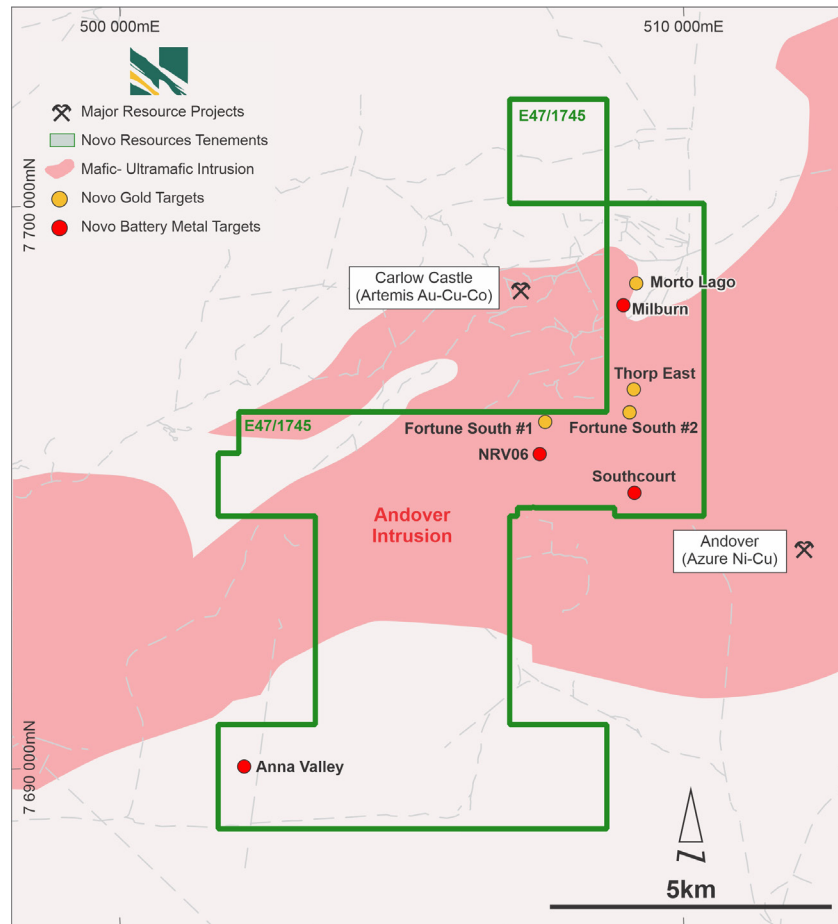 500 000mE
510 000mE
Major Resource Projects
Novo Resources Tenements
Mafic- Ultramafic Intrusion
Novo Gold Targets
Novo Battery Metal Targets
E47/1745
7 700 000mN
Carlow Castle
(Artemis Au-Cu-Co)
Morto Lago
Milburn
Thorp East
E47/1745
Fortune South #1
Fortune South #2
NRV06
Southcourt
Andover
Intrusion
Andover
(Azure Ni-Cu)
7 690 000mN
Anna Valley
N
5km